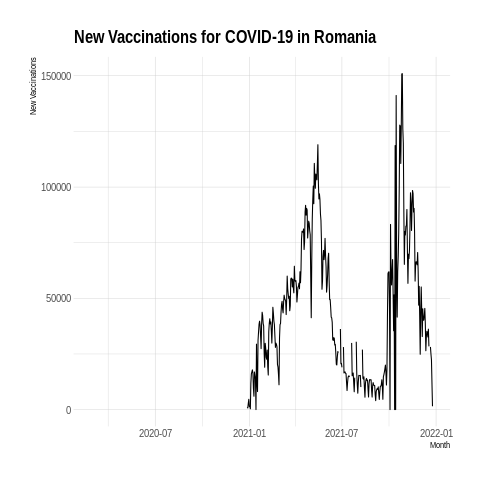 New Vaccinations for COVID-19 in Romania
New Vaccinations
150000
100000
50000
0
2020-07 2021-01 2021-07 2022-01
Month